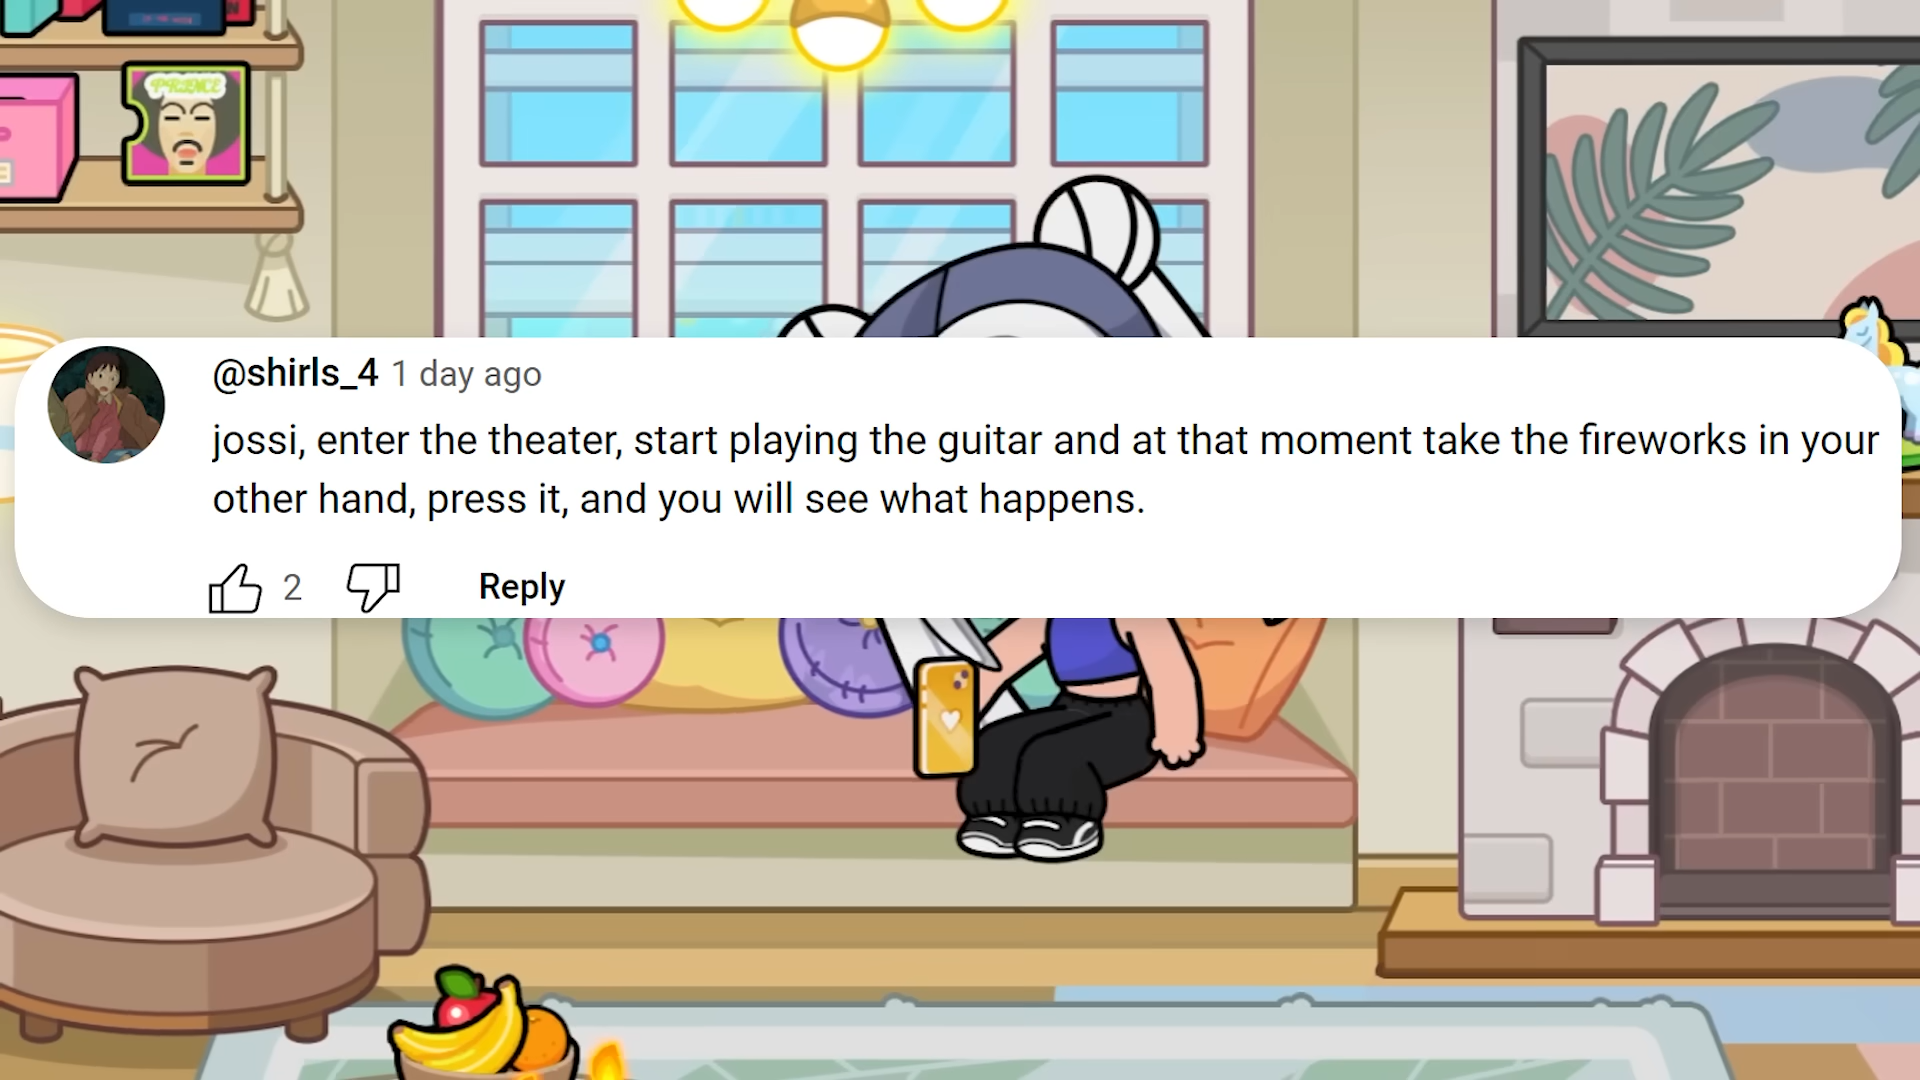 PRINCE
@shirls_4 1 day ago
jossi, enter the theater, start playing the guitar and at that moment take the fireworks in your
other hand, press it, and you will see what happens.
2
Reply